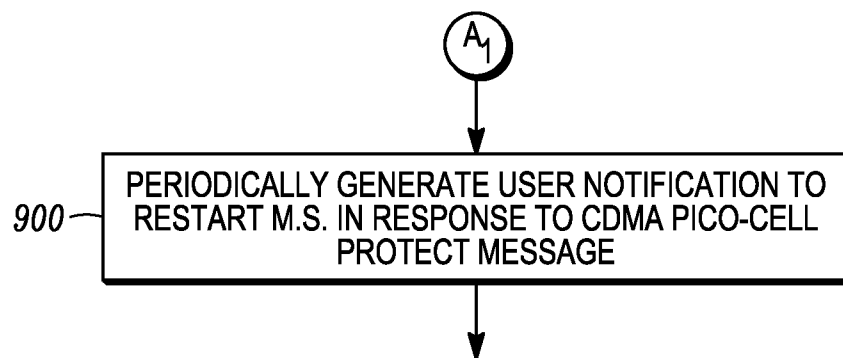 A1
PERIODICALLY GENERATE USER NOTIFICATION TO
900
RESTART M.S. IN RESPONSE TO CDMA PICO-CELL
PROTECT MESSAGE